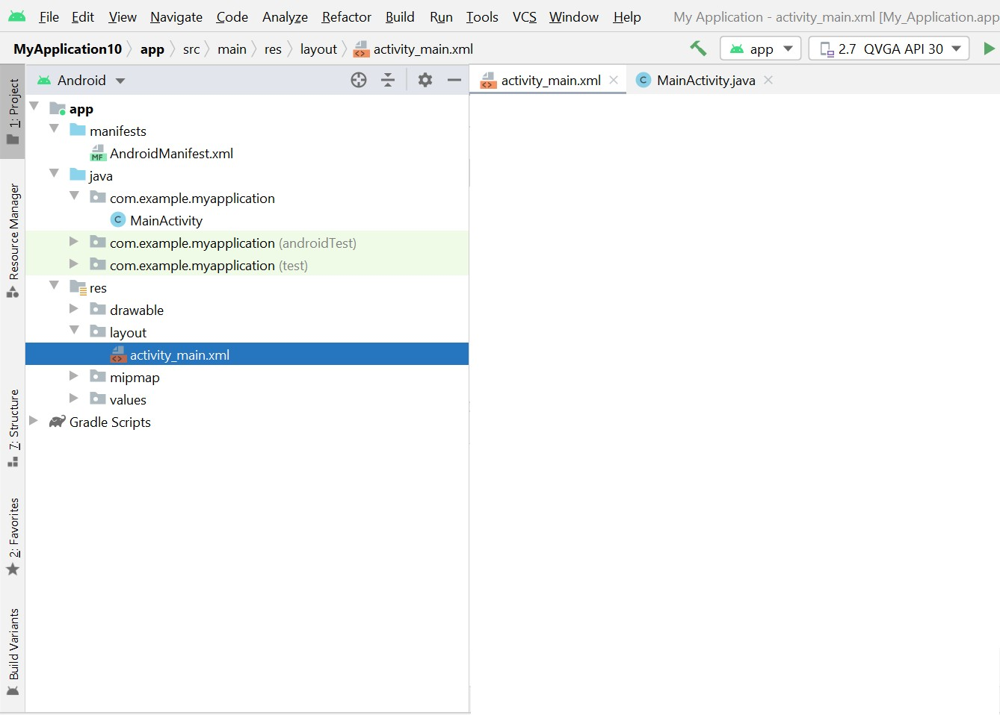 File Edit View Navigate Code Analyze Refactor Build Run Tools VCS Window Help My Application - activity_main.xml [My_Application.app
MyApplication10 app src main res layout activity_main.xml app 2.7 QVGA API 30
Android
activity_main.xml MainActivity.java
1: Project
Resource Manager
7: Structure
2: Favorites
Build Variants
app
manifests
MF AndroidManifest.xml
java
com.example.myapplication
C MainActivity
com.example.myapplication (androidTest)
com.example.myapplication (test)
res
drawable
layout
activity_main.xml
mipmap
values
Gradle Scripts